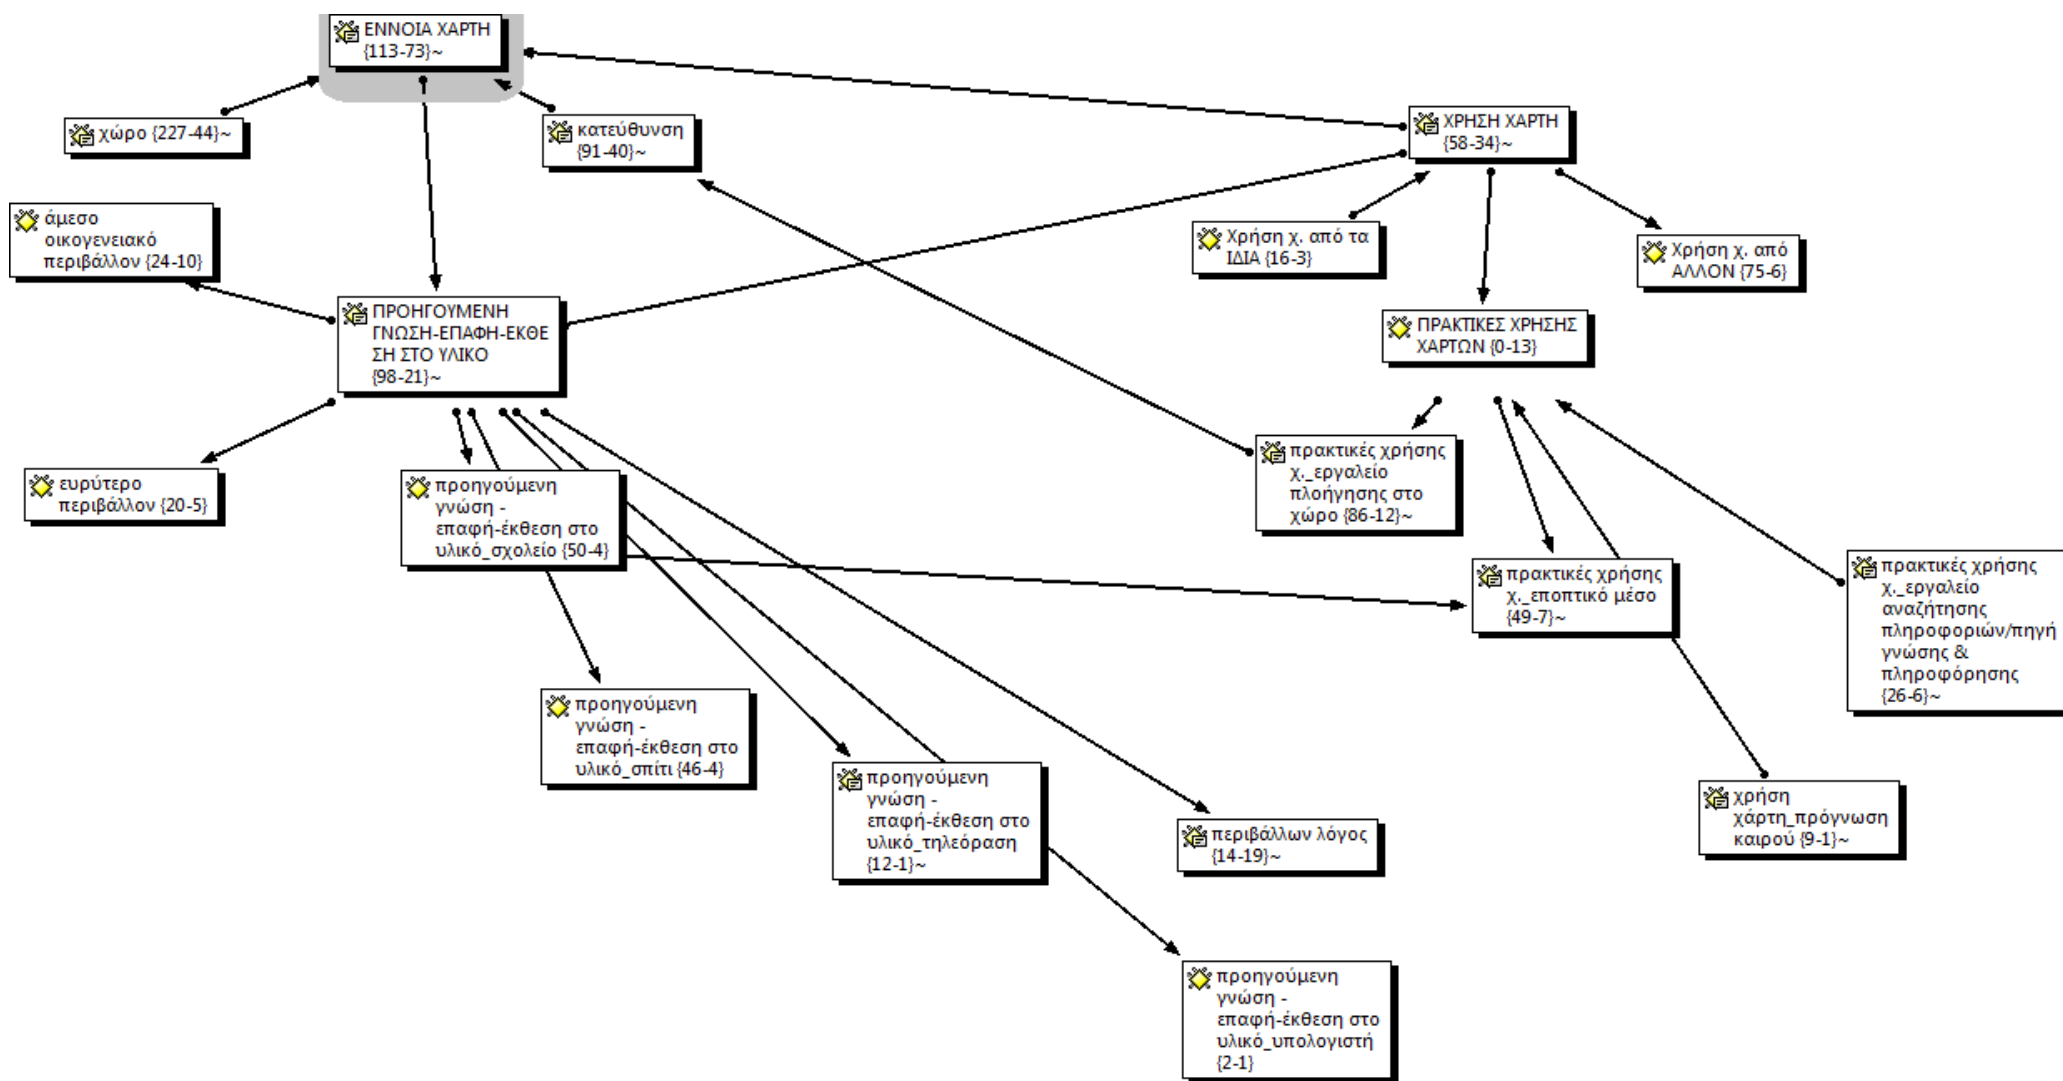 ΕΝΝΟΙΑ ΧΑΡΤΗ
{113-73}~
χώρο {227-44}~
κατεύθυνση
{91-40}~
ΧΡΗΣΗ ΧΑΡΤΗ
{58-34}~
άμεσο
οικογενειακό
περιβάλλον {24-10}
Χρήση χ. από τα
ΙΔΙΑ {16-3}
Χρήση χ. από
ΑΛΛΟΝ {75-6}
ΠΡΟΗΓΟΥΜΕΝΗ
ΓΝΩΣΗ-ΕΠΑΦΗ-ΕΚΘΕ
ΣΗ ΣΤΟ ΥΛΙΚΟ
{98-21}~
ΠΡΑΚΤΙΚΕΣ ΧΡΗΣΗΣ
ΧΑΡΤΩΝ {0-13}
ευρύτερο
περιβάλλον {20-5}
προηγούμενη
γνώση -
επαφή-έκθεση στο
υλικό_σχολείο {50-4}
πρακτικές χρήσης
χ._εργαλείο
πλοήγησης στο
χώρο {86-12}~
πρακτικές χρήσης
χ._εποπτικό μέσο
{49-7}~
πρακτικές χρήσης
χ._εργαλείο
αναζήτησης
πληροφοριών/πηγή
γνώσης &
πληροφόρησης
{26-6}~
προηγούμενη
γνώση -
επαφή-έκθεση στο
υλικό_σπίτι {46-4}
προηγούμενη
γνώση -
επαφή-έκθεση στο
υλικό_τηλεόραση
{12-1}~
περιβάλλων λόγος
{14-19}~
χρήση
χάρτη_πρόγνωση
καιρού {9-1}~
προηγούμενη
γνώση -
επαφή-έκθεση στο
υλικό_υπολογιστή
{2-1}